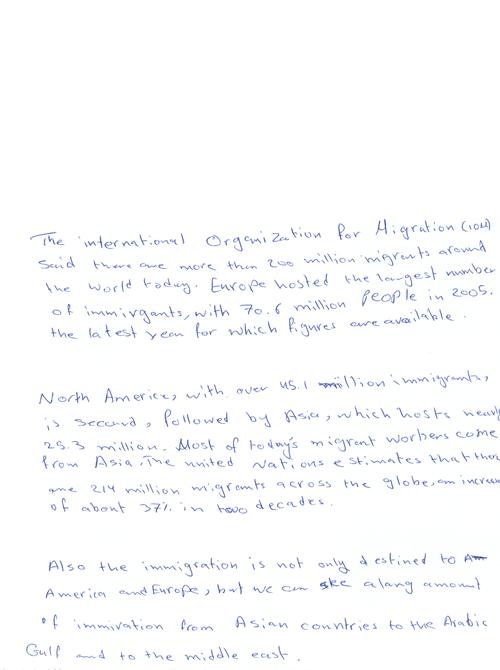 The international Organization for Migration (IOM)
Said there are more than 200 million migrants around
the world today. Europe hosted the largest number
of immirgants, with 70.6 million people in 2005.
the latest year for which figures are available.
North America, with over 45.1 million immigrants,
is second, followed by Asia, which hosts nearly
25.3 million. Most of today's migrant workers come
from Asia. The united Nations estimates that there
are 214 million migrants across the globe, an increase
of about 37% in two decades.
Also the immigration is not only destined to
America and Europe, but we can see a lang amount
of immivation from Asian countries to the Arabic
Gulf and to the middle east.